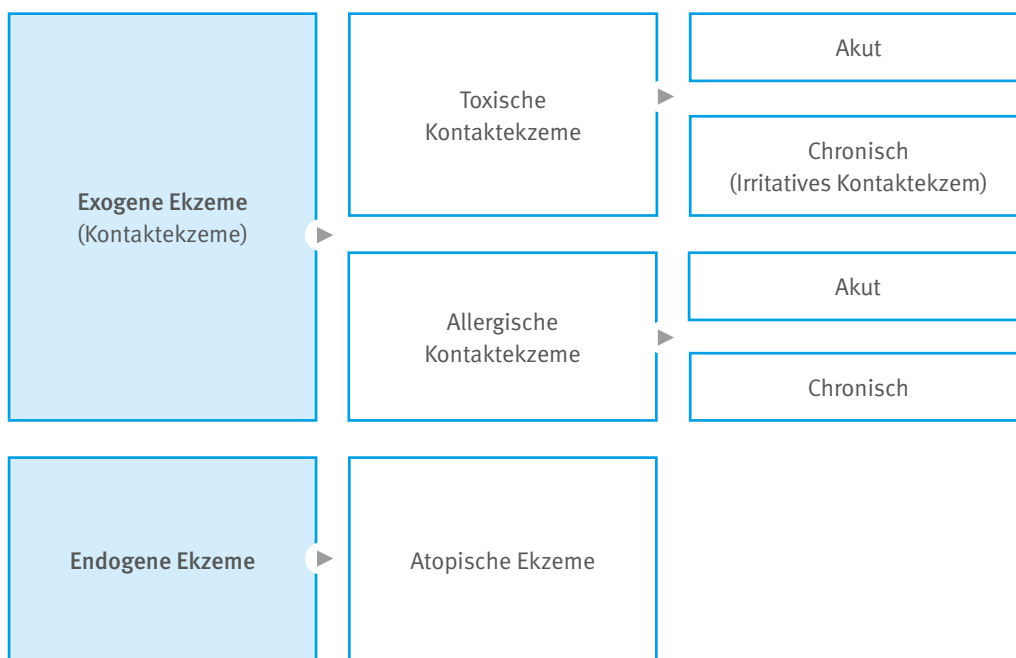 Exogene Ekzeme
(Kontaktekzeme)
Toxische
Kontaktekzeme
Akut
Chronisch
(Irritatives Kontaktekzem)
Allergische
Kontaktekzeme
Akut
Chronisch
Endogene Ekzeme
Atopische Ekzeme